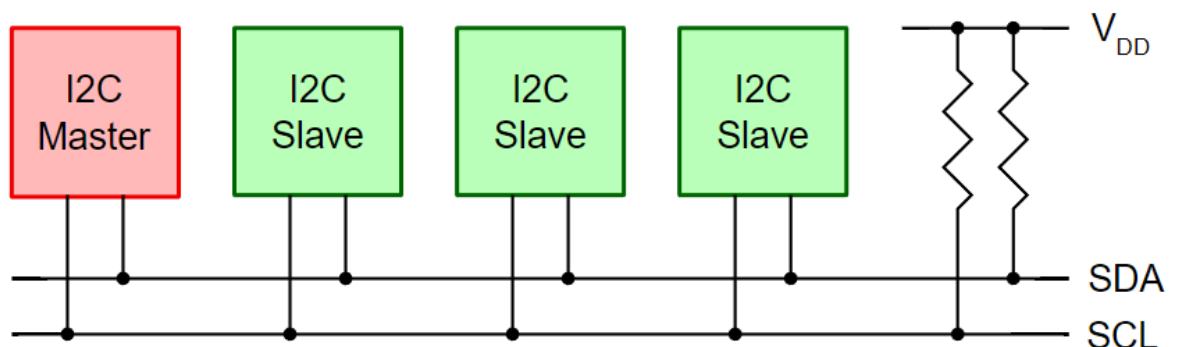 I2C
Master
I2C
Slave
I2C
Slave
I2C
Slave
VDD
SDA
SCL